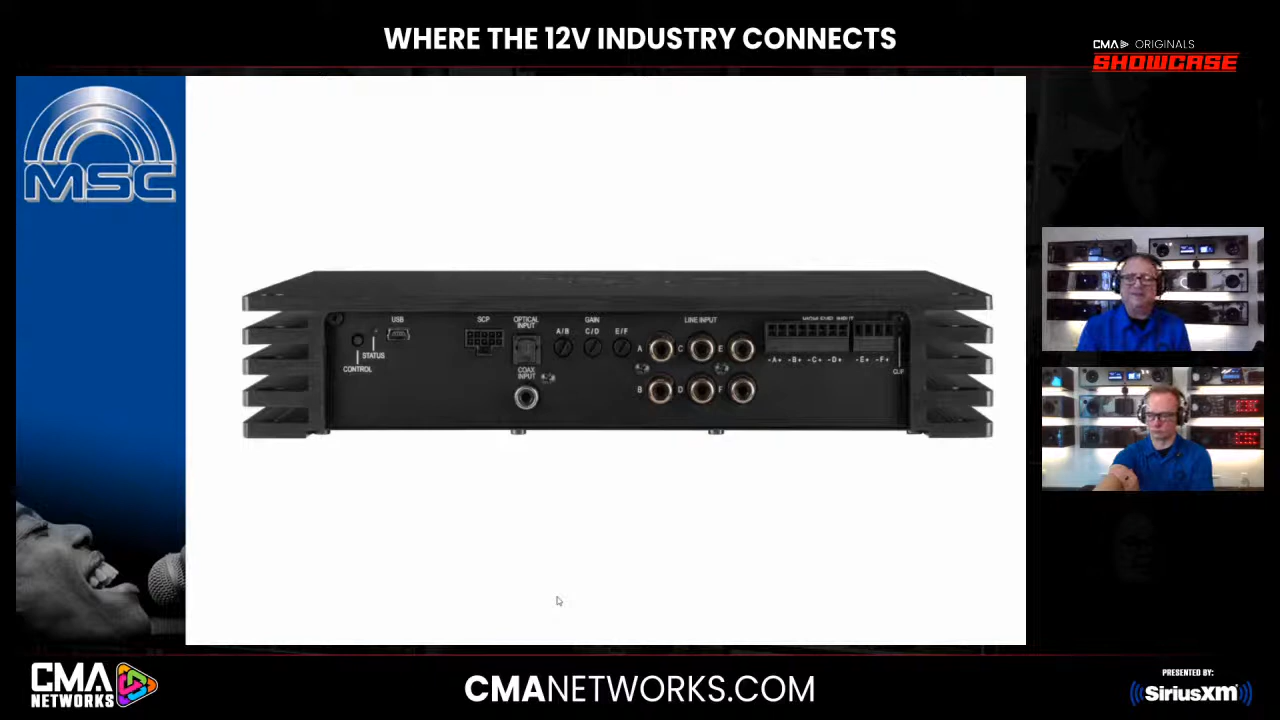 WHERE THE 12V INDUSTRY CONNECTS
CMA ORIGINALS
SHOWCASE
MSC
USB
STATUS
CONTROL
SCP
OPTICAL
INPUT
COAX
INPUT
GAIN
A/B C/D E/F
LINE INPUT
A C E
B D F
-A+ -B+ -C+ -D+ -E+ -F+
CLIP
CMA
NETWORKS
CMANETWORKS.COM
PRESENTED BY:
SiriusXM